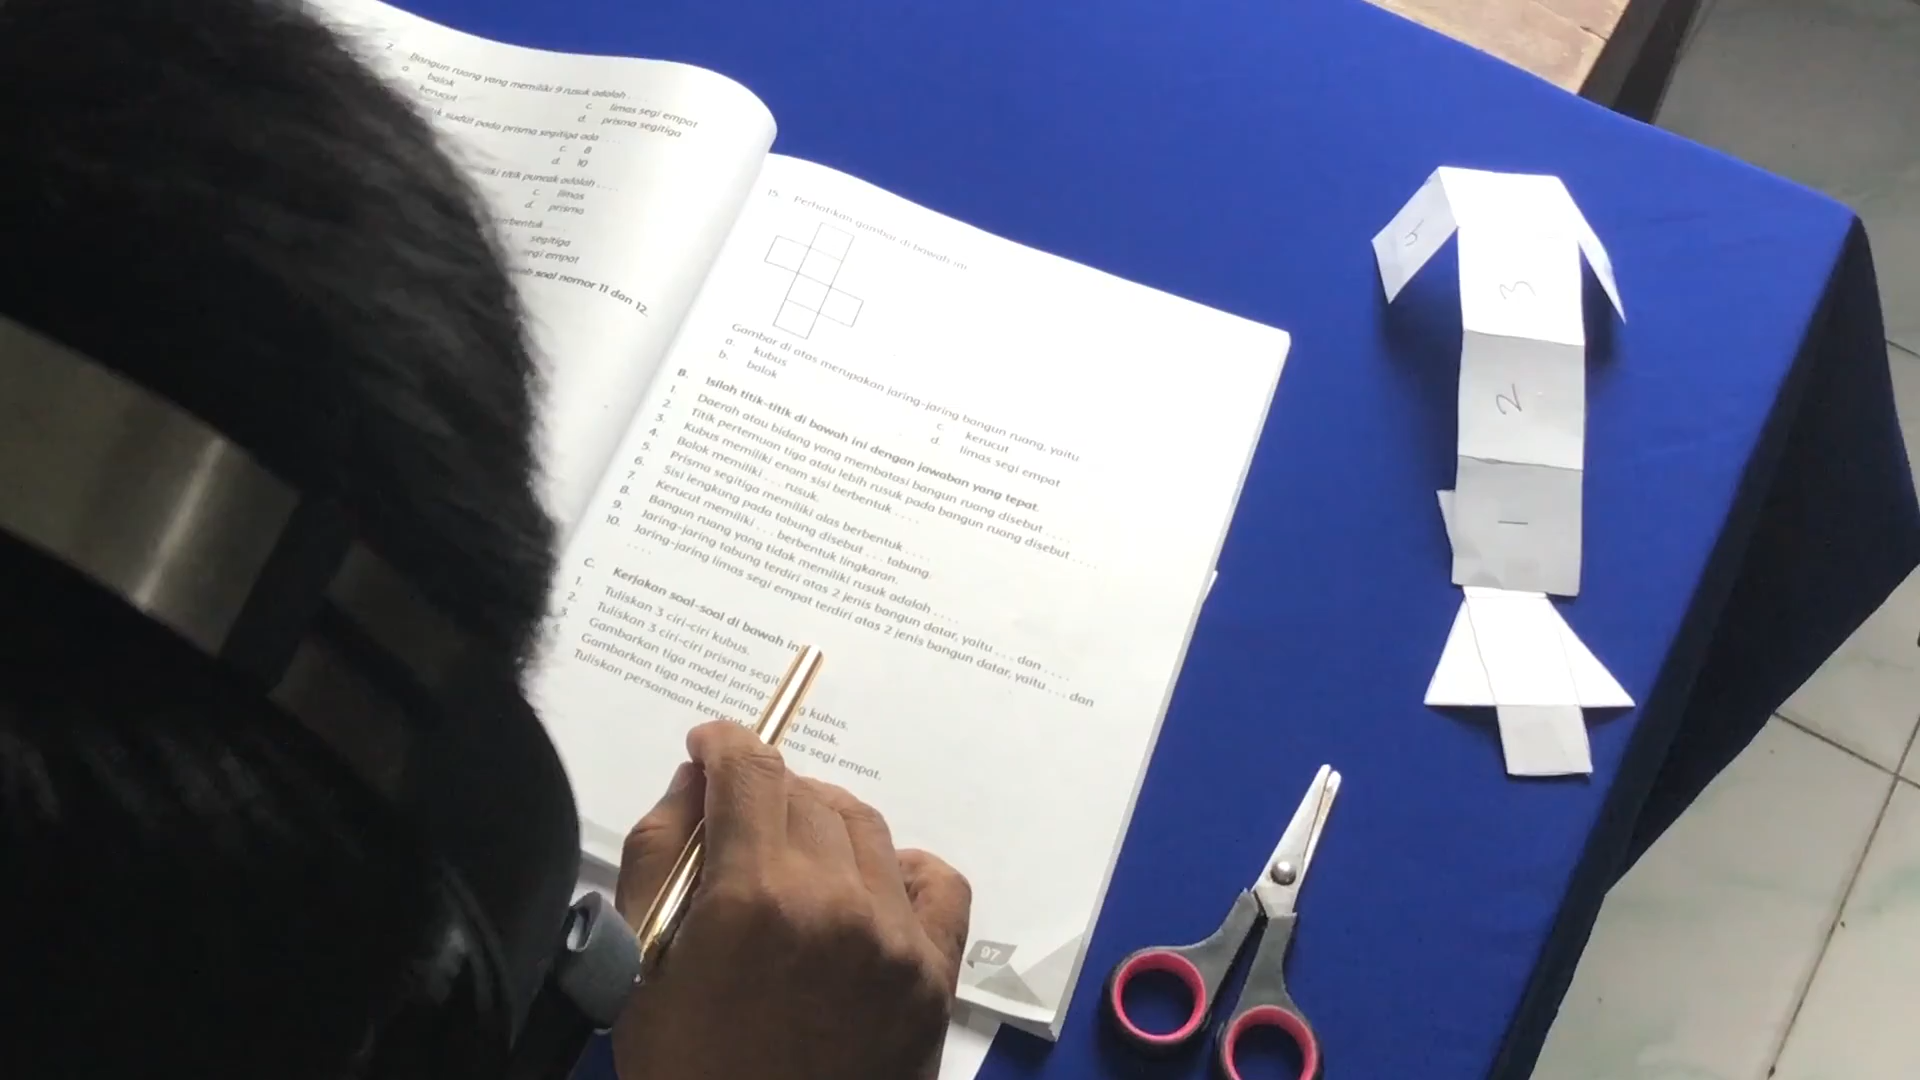 2. Bangun ruang yang memiliki 9 rusuk adalah
a. balok
c. limas segi empat
kerucut
d. prisma segitiga
sudut pada prisma segitiga ada . . . .
c. 8
d. 10
titik puncak adalah . . . .
c. limas
d. prisma
berbentuk
segitiga
segi empat
soal nomor 11 dan 12.
15. Perhatikan gambar di bawah ini
Gambar di atas merupakan jaring-jaring bangun ruang, yaitu
a. kubus
c. kerucut
b. balok
d. limas segi empat
B. Isilah titik-titik di bawah ini dengan jawaban yang tepat.
1. Daerah atau bidang yang membatasi bangun ruang disebut . . . .
2. Titik pertemuan tiga atau lebih rusuk pada bangun ruang disebut . . . .
3. Kubus memiliki enam sisi berbentuk . . . .
4. Balok memiliki . . . rusuk.
5. Prisma segitiga memiliki alas berbentuk . . . .
6. Sisi lengkung pada tabung disebut . . . tabung.
7. Kerucut memiliki . . . berbentuk lingkaran.
8. Bangun ruang yang tidak memiliki rusuk adalah . . . .
9. Jaring-jaring tabung terdiri atas 2 jenis bangun datar, yaitu . . . dan . . . .
10. Jaring-jaring limas segi empat terdiri atas 2 jenis bangun datar, yaitu . . . dan
. . . .
C. Kerjakan soal-soal di bawah ini
1. Tuliskan 3 ciri-ciri kubus.
2. Tuliskan 3 ciri-ciri prisma
3. Gambarkan tiga model jaring- kubus.
4. Gambarkan tiga model jaring- balok.
Tuliskan persamaan kerucut segi empat.
97
5
3
2
1